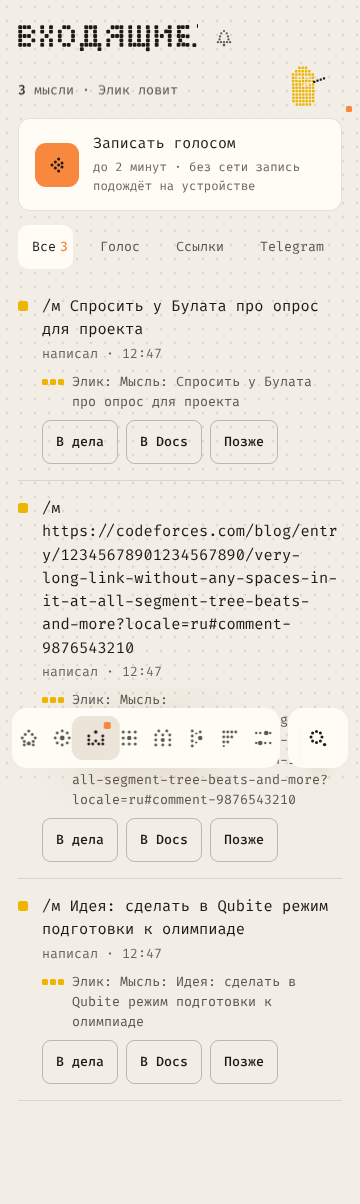 ВХОДЯЩИЕ
3 мысли · Элик ловит
Записать голосом
до 2 минут · без сети запись
подождёт на устройстве
Все 3 Голос Ссылки Telegram
/м Спросить у Булата про опрос
для проекта
написал · 12:47
Элик: Мысль: Спросить у Булата
про опрос для проекта
В дела В Docs Позже
/м
https://codeforces.com/blog/entr
y/12345678901234567890/very-
long-link-without-any-spaces-in-
it-at-all-segment-tree-beats-
and-more?locale=ru#comment-
9876543210
написал · 12:47
Элик: Мысль:
all-segment-tree-beats-and-more?
locale=ru#comment-9876543210
В дела В Docs Позже
/м Идея: сделать в Qubite режим
подготовки к олимпиаде
написал · 12:47
Элик: Мысль: Идея: сделать в
Qubite режим подготовки к
олимпиаде
В дела В Docs Позже